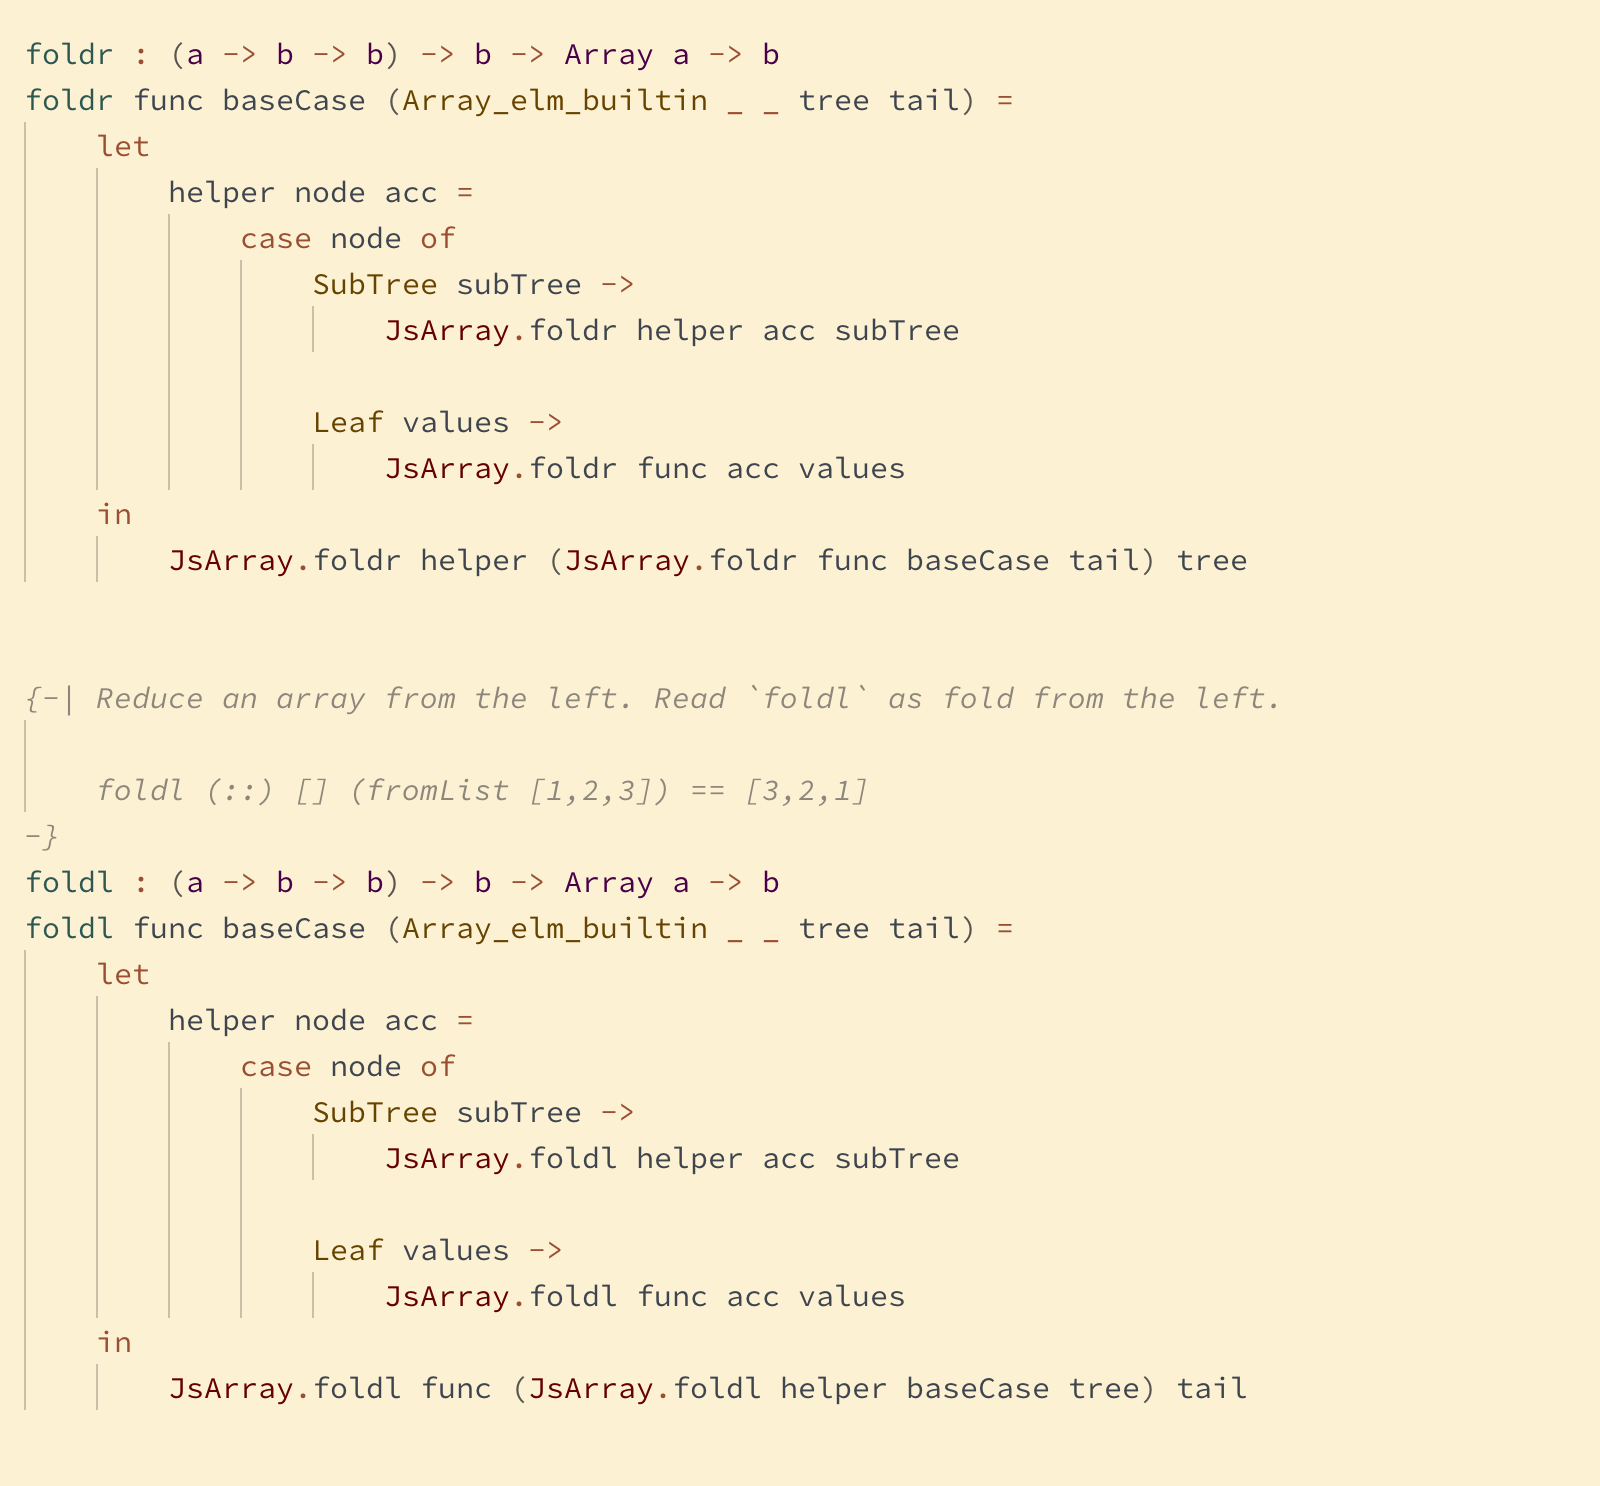 foldr : (a -> b -> b) -> b -> Array a -> b
foldr func baseCase (Array_elm_builtin _ _ tree tail) =
    let
        helper node acc =
            case node of
                SubTree subTree ->
                    JsArray.foldr helper acc subTree

                Leaf values ->
                    JsArray.foldr func acc values
    in
        JsArray.foldr helper (JsArray.foldr func baseCase tail) tree


{-| Reduce an array from the left. Read `foldl` as fold from the left.

    foldl (::) [] (fromList [1,2,3]) == [3,2,1]
-}
foldl : (a -> b -> b) -> b -> Array a -> b
foldl func baseCase (Array_elm_builtin _ _ tree tail) =
    let
        helper node acc =
            case node of
                SubTree subTree ->
                    JsArray.foldl helper acc subTree

                Leaf values ->
                    JsArray.foldl func acc values
    in
        JsArray.foldl func (JsArray.foldl helper baseCase tree) tail